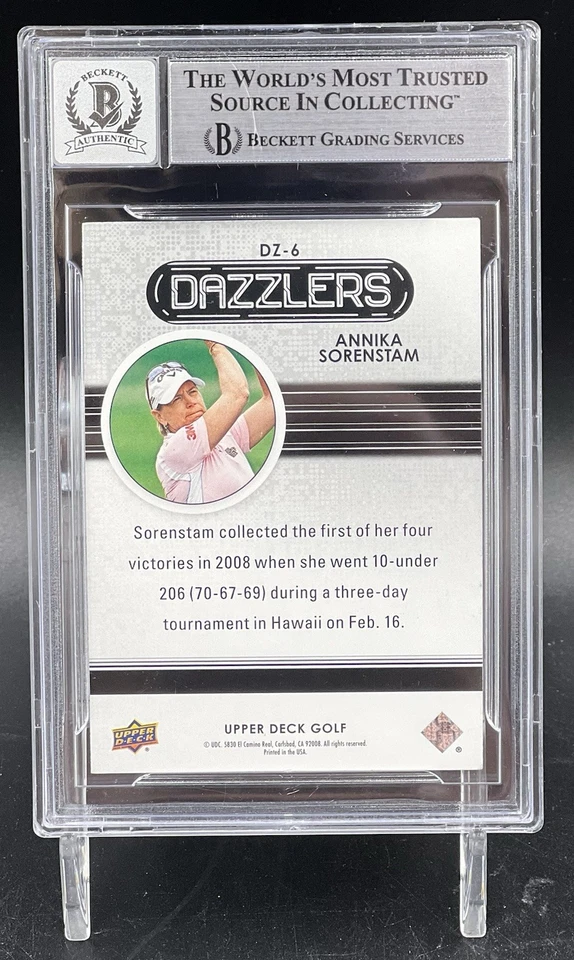 BECKETT
B
AUTHENTIC
THE WORLD'S MOST TRUSTED
SOURCE IN COLLECTING™
B BECKETT GRADING SERVICES
DZ-6
DAZZLERS
ANNIKA
SORENSTAM
Sorenstam collected the first of her four
victories in 2008 when she went 10-under
206 (70-67-69) during a three-day
tournament in Hawaii on Feb. 16.
UPPER DECK GOLF
UPPER DECK ®
© UDC. 5830 El Camino Real, Carlsbad, CA 92008. All rights reserved.
Printed in the USA.
®